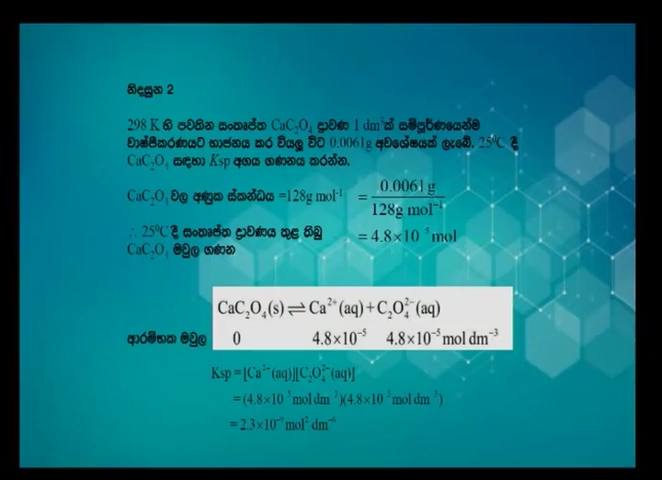 නිදසුන 2
298 K හි පවතින සංතෘප්ත CaC₂O₄ ද්‍රාවණ 1 dm³ක් සම්පූර්ණයෙන්ම
වාෂ්පීකරණයට භාජනය කර වියලූ විට 0.0061g අවශේෂයක් ලැබේ. 25⁰C දී
CaC₂O₄ සඳහා Ksp අගය ගණනය කරන්න.
CaC₂O₄ වල අණුක ස්කන්ධය =128g mol⁻¹ = 0.0061 g / 128g mol⁻¹
∴ 25⁰C දී සංතෘප්ත ද්‍රාවණය තුළ තිබූ = 4.8×10⁻⁵ mol
CaC₂O₄ මවුල ගණන
CaC₂O₄(s) ⇌ Ca²⁺(aq)+C₂O₄²⁻(aq)
ආරම්භක මවුල 0 4.8×10⁻⁵ 4.8×10⁻⁵ mol dm⁻³
Ksp =[Ca²⁺(aq)][C₂O₄²⁻(aq)]
=(4.8×10⁻⁵ mol dm⁻³)(4.8×10⁻⁵ mol dm⁻³)
=2.3×10⁻⁹ mol² dm⁻⁶